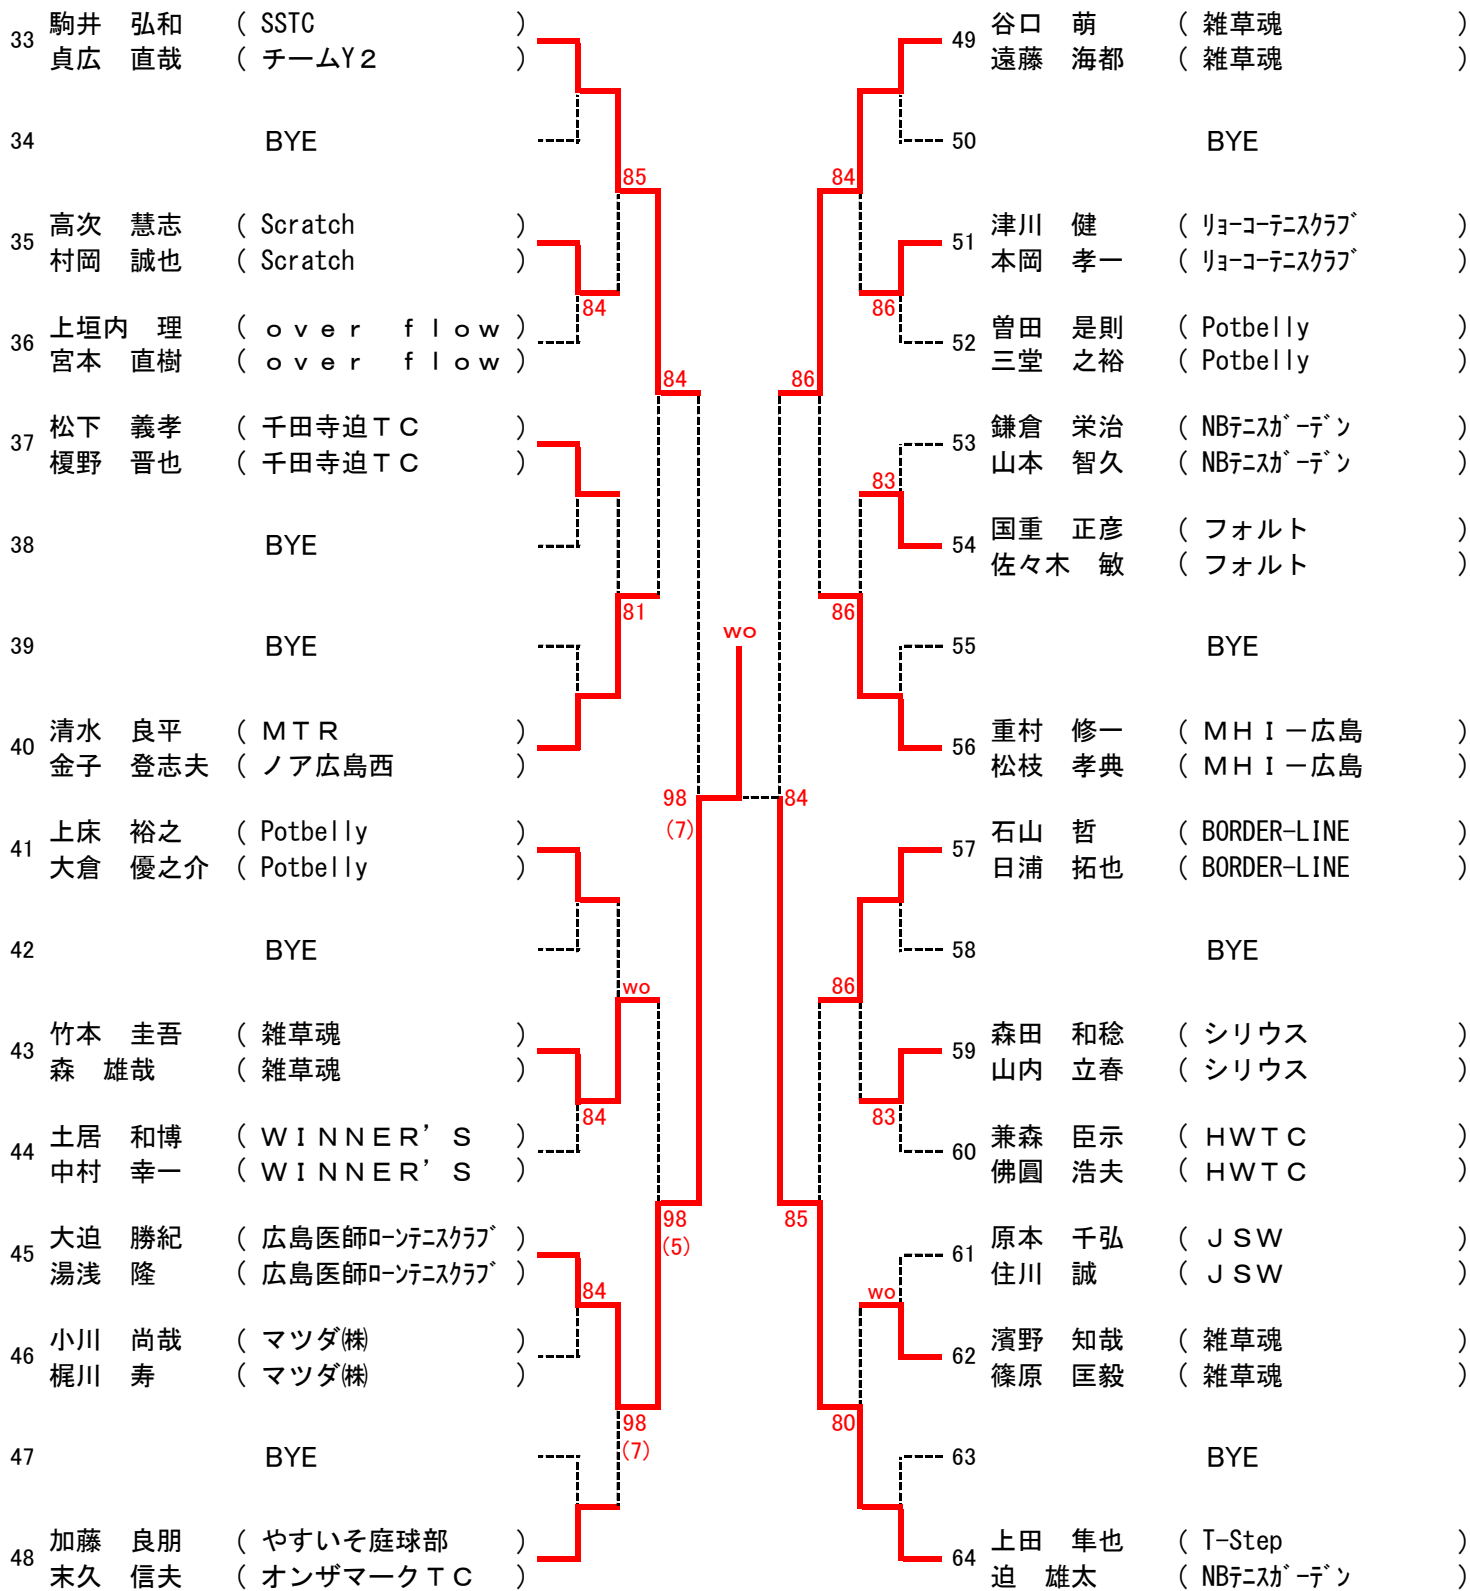 33 駒井 弘和 ( SSTC )
貞広 直哉 ( チームY2 )
34 BYE
85
35 高次 慧志 ( Scratch )
村岡 誠也 ( Scratch )
84
36 上垣内 理 ( ｏｖｅｒ ｆｌｏｗ )
宮本 直樹 ( ｏｖｅｒ ｆｌｏｗ )
84
37 松下 義孝 ( 千田寺迫ＴＣ )
榎野 晋也 ( 千田寺迫ＴＣ )
38 BYE
81
39 BYE
40 清水 良平 ( ＭＴＲ )
金子 登志夫 ( ノア広島西 )
98
(7)
41 上床 裕之 ( Potbelly )
大倉 優之介 ( Potbelly )
42 BYE
wo
43 竹本 圭吾 ( 雑草魂 )
森 雄哉 ( 雑草魂 )
84
44 土居 和博 ( ＷＩＮＮＥＲ’Ｓ )
中村 幸一 ( ＷＩＮＮＥＲ’Ｓ )
98
(5)
45 大迫 勝紀 ( 広島医師ﾛｰﾝﾃﾆｽｸﾗﾌﾞ )
湯浅 隆 ( 広島医師ﾛｰﾝﾃﾆｽｸﾗﾌﾞ )
84
46 小川 尚哉 ( マツダ㈱ )
梶川 寿 ( マツダ㈱ )
98
(7)
47 BYE
48 加藤 良朋 ( やすいそ庭球部 )
末久 信夫 ( オンザマークＴＣ )
wo
49 谷口 萌 ( 雑草魂 )
遠藤 海都 ( 雑草魂 )
50 BYE
84
51 津川 健 ( ﾘｮｰｺｰﾃﾆｽｸﾗﾌﾞ )
本岡 孝一 ( ﾘｮｰｺｰﾃﾆｽｸﾗﾌﾞ )
86
52 曽田 是則 ( Potbelly )
三堂 之裕 ( Potbelly )
86
53 鎌倉 栄治 ( NBﾃﾆｽｶﾞｰﾃﾞﾝ )
山本 智久 ( NBﾃﾆｽｶﾞｰﾃﾞﾝ )
83
54 国重 正彦 ( フォルト )
佐々木 敏 ( フォルト )
86
55 BYE
56 重村 修一 ( ＭＨＩ－広島 )
松枝 孝典 ( ＭＨＩ－広島 )
84
57 石山 哲 ( BORDER-LINE )
日浦 拓也 ( BORDER-LINE )
58 BYE
86
59 森田 和稔 ( シリウス )
山内 立春 ( シリウス )
83
60 兼森 臣示 ( ＨＷＴＣ )
佛圓 浩夫 ( ＨＷＴＣ )
85
61 原本 千弘 ( ＪＳＷ )
住川 誠 ( ＪＳＷ )
wo
62 濱野 知哉 ( 雑草魂 )
篠原 匡毅 ( 雑草魂 )
80
63 BYE
64 上田 隼也 ( T-Step )
迫 雄太 ( NBﾃﾆｽｶﾞｰﾃﾞﾝ )